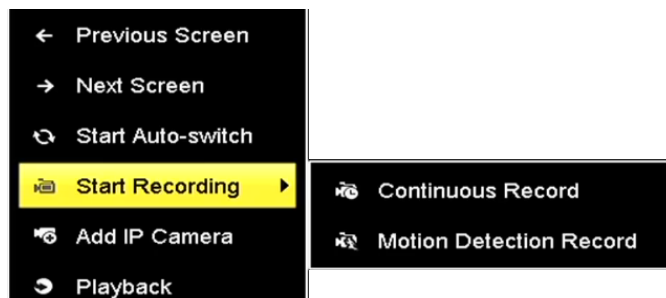 Previous Screen
Next Screen
Start Auto-switch
Start Recording
Continuous Record
Add IP Camera
Motion Detection Record
Playback